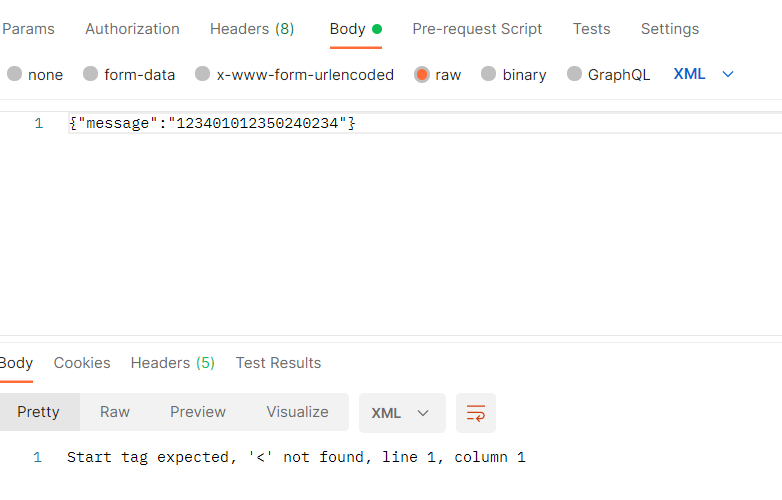 Params Authorization Headers (8) Body Pre-request Script Tests Settings
none form-data x-www-form-urlencoded raw binary GraphQL XML
1 {"message":"123401012350240234"}
Body Cookies Headers (5) Test Results
Pretty Raw Preview Visualize XML
1 Start tag expected, '<' not found, line 1, column 1